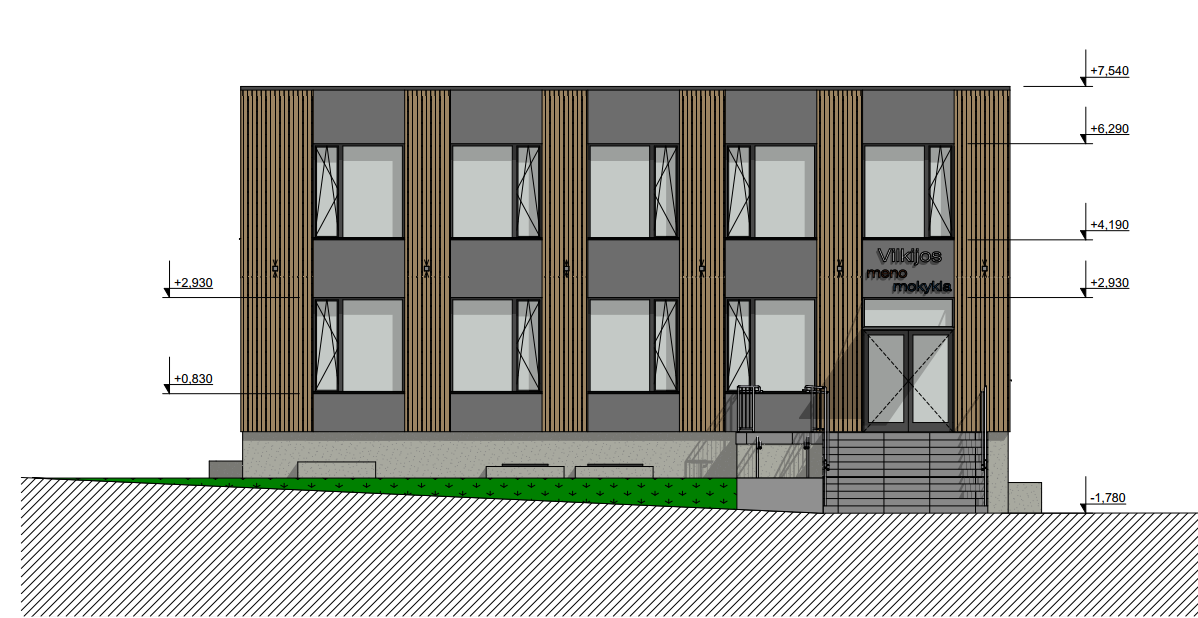 +7,540
+6,290
+4,190
Vilkijos
meno
mokykla
+2,930
+2,930
+0,830
-1,780